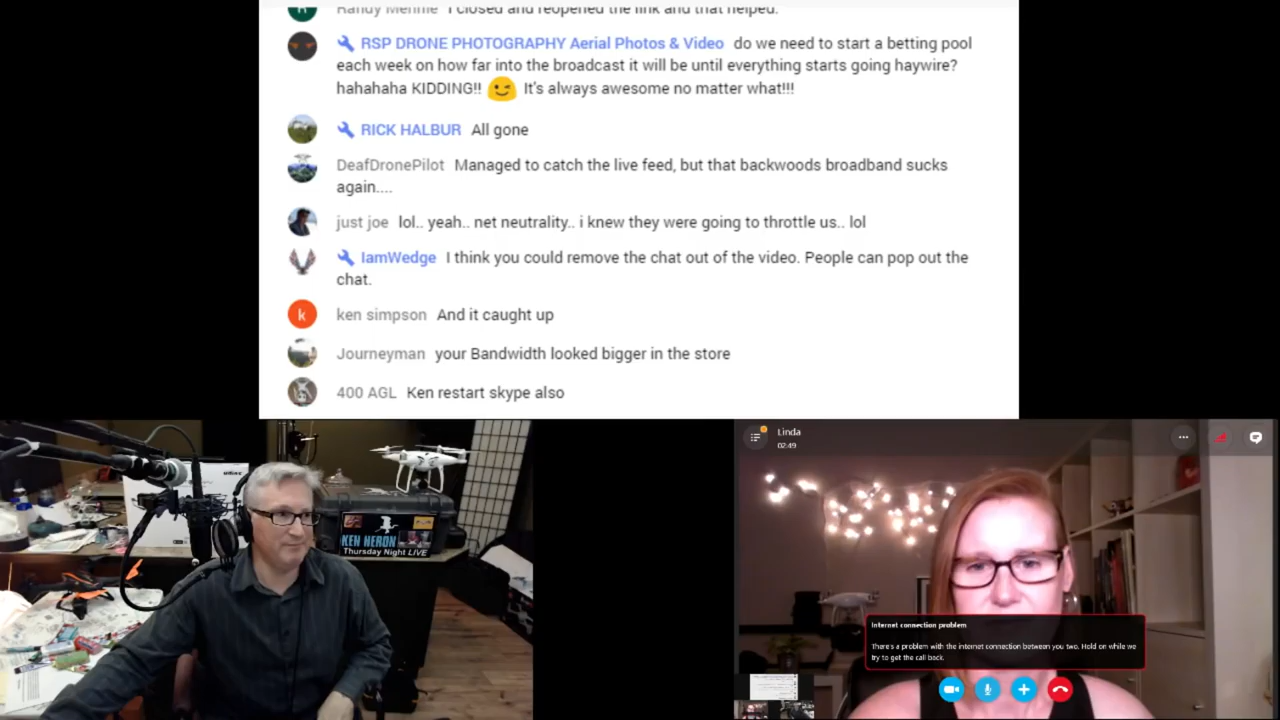 Randy Menne I closed and reopened the link and that helped.
RSP DRONE PHOTOGRAPHY Aerial Photos & Video do we need to start a betting pool
each week on how far into the broadcast it will be until everything starts going haywire?
hahahaha KIDDING!! 😉 It's always awesome no matter what!!!
RICK HALBUR All gone
DeafDronePilot Managed to catch the live feed, but that backwoods broadband sucks
again....
just joe lol.. yeah.. net neutrality.. i knew they were going to throttle us.. lol
IamWedge I think you could remove the chat out of the video. People can pop out the
chat.
k ken simpson And it caught up
Journeyman your Bandwidth looked bigger in the store
400 AGL Ken restart skype also
Linda
02:49
KEN HERON
Thursday Night LIVE
Internet connection problem
There's a problem with the internet connection between you two. Hold on while we
try to get the call back.